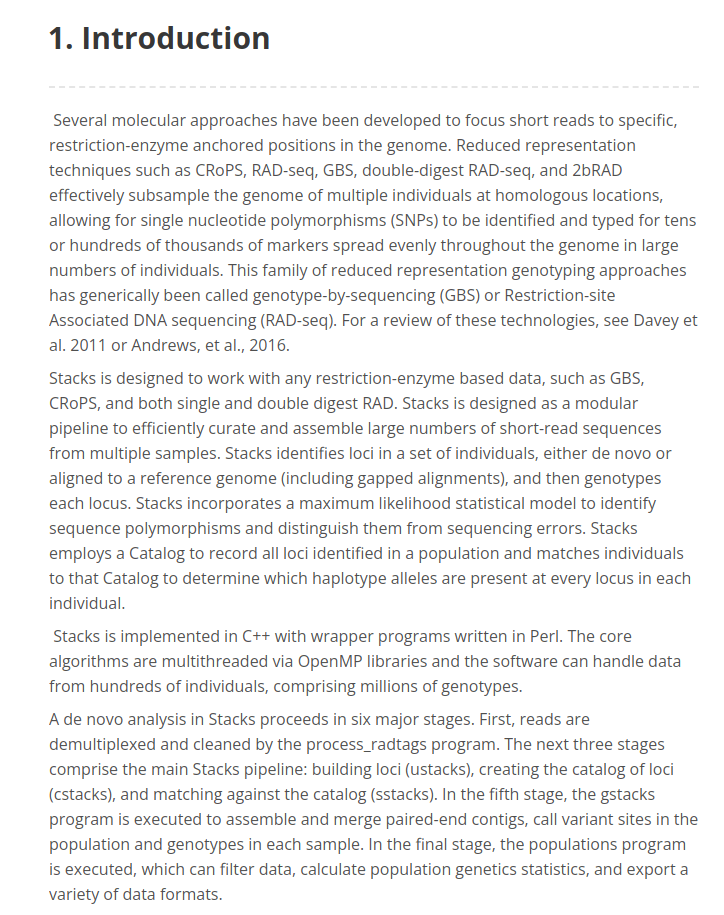 1. Introduction
Several molecular approaches have been developed to focus short reads to specific,
restriction-enzyme anchored positions in the genome. Reduced representation
techniques such as CRoPS, RAD-seq, GBS, double-digest RAD-seq, and 2bRAD
effectively subsample the genome of multiple individuals at homologous locations,
allowing for single nucleotide polymorphisms (SNPs) to be identified and typed for tens
or hundreds of thousands of markers spread evenly throughout the genome in large
numbers of individuals. This family of reduced representation genotyping approaches
has generically been called genotype-by-sequencing (GBS) or Restriction-site
Associated DNA sequencing (RAD-seq). For a review of these technologies, see Davey et
al. 2011 or Andrews, et al., 2016.
Stacks is designed to work with any restriction-enzyme based data, such as GBS,
CRoPS, and both single and double digest RAD. Stacks is designed as a modular
pipeline to efficiently curate and assemble large numbers of short-read sequences
from multiple samples. Stacks identifies loci in a set of individuals, either de novo or
aligned to a reference genome (including gapped alignments), and then genotypes
each locus. Stacks incorporates a maximum likelihood statistical model to identify
sequence polymorphisms and distinguish them from sequencing errors. Stacks
employs a Catalog to record all loci identified in a population and matches individuals
to that Catalog to determine which haplotype alleles are present at every locus in each
individual.
Stacks is implemented in C++ with wrapper programs written in Perl. The core
algorithms are multithreaded via OpenMP libraries and the software can handle data
from hundreds of individuals, comprising millions of genotypes.
A de novo analysis in Stacks proceeds in six major stages. First, reads are
demultiplexed and cleaned by the process_radtags program. The next three stages
comprise the main Stacks pipeline: building loci (ustacks), creating the catalog of loci
(cstacks), and matching against the catalog (sstacks). In the fifth stage, the gstacks
program is executed to assemble and merge paired-end contigs, call variant sites in the
population and genotypes in each sample. In the final stage, the populations program
is executed, which can filter data, calculate population genetics statistics, and export a
variety of data formats.